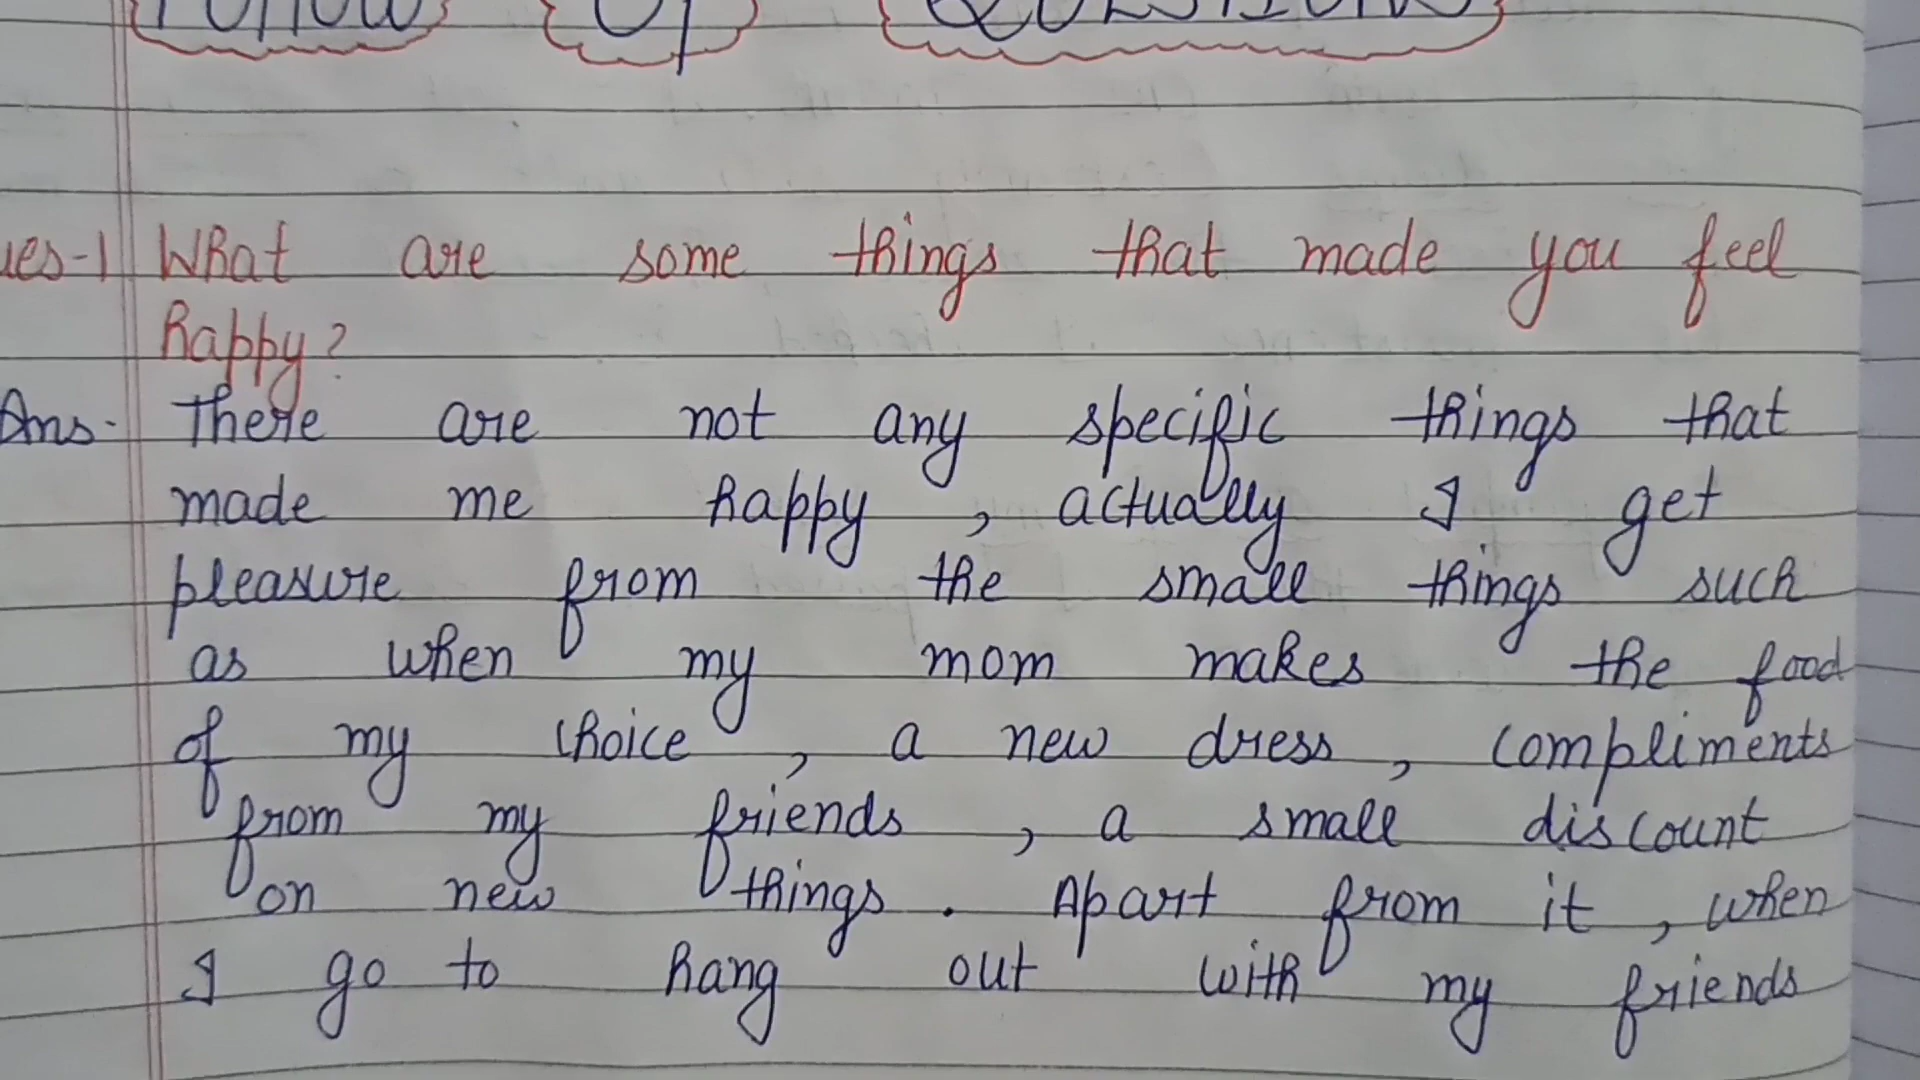 Follow Up QUESTIONS
ues-1 What are some things that made you feel
happy?
Ans- There are not any specific things that
made me happy , actually I get
pleasure from the small things such
as when my mom makes the food
of my choice , a new dress , compliments
from my friends , a small discount
on new things . Apart from it , when
I go to hang out with my friends